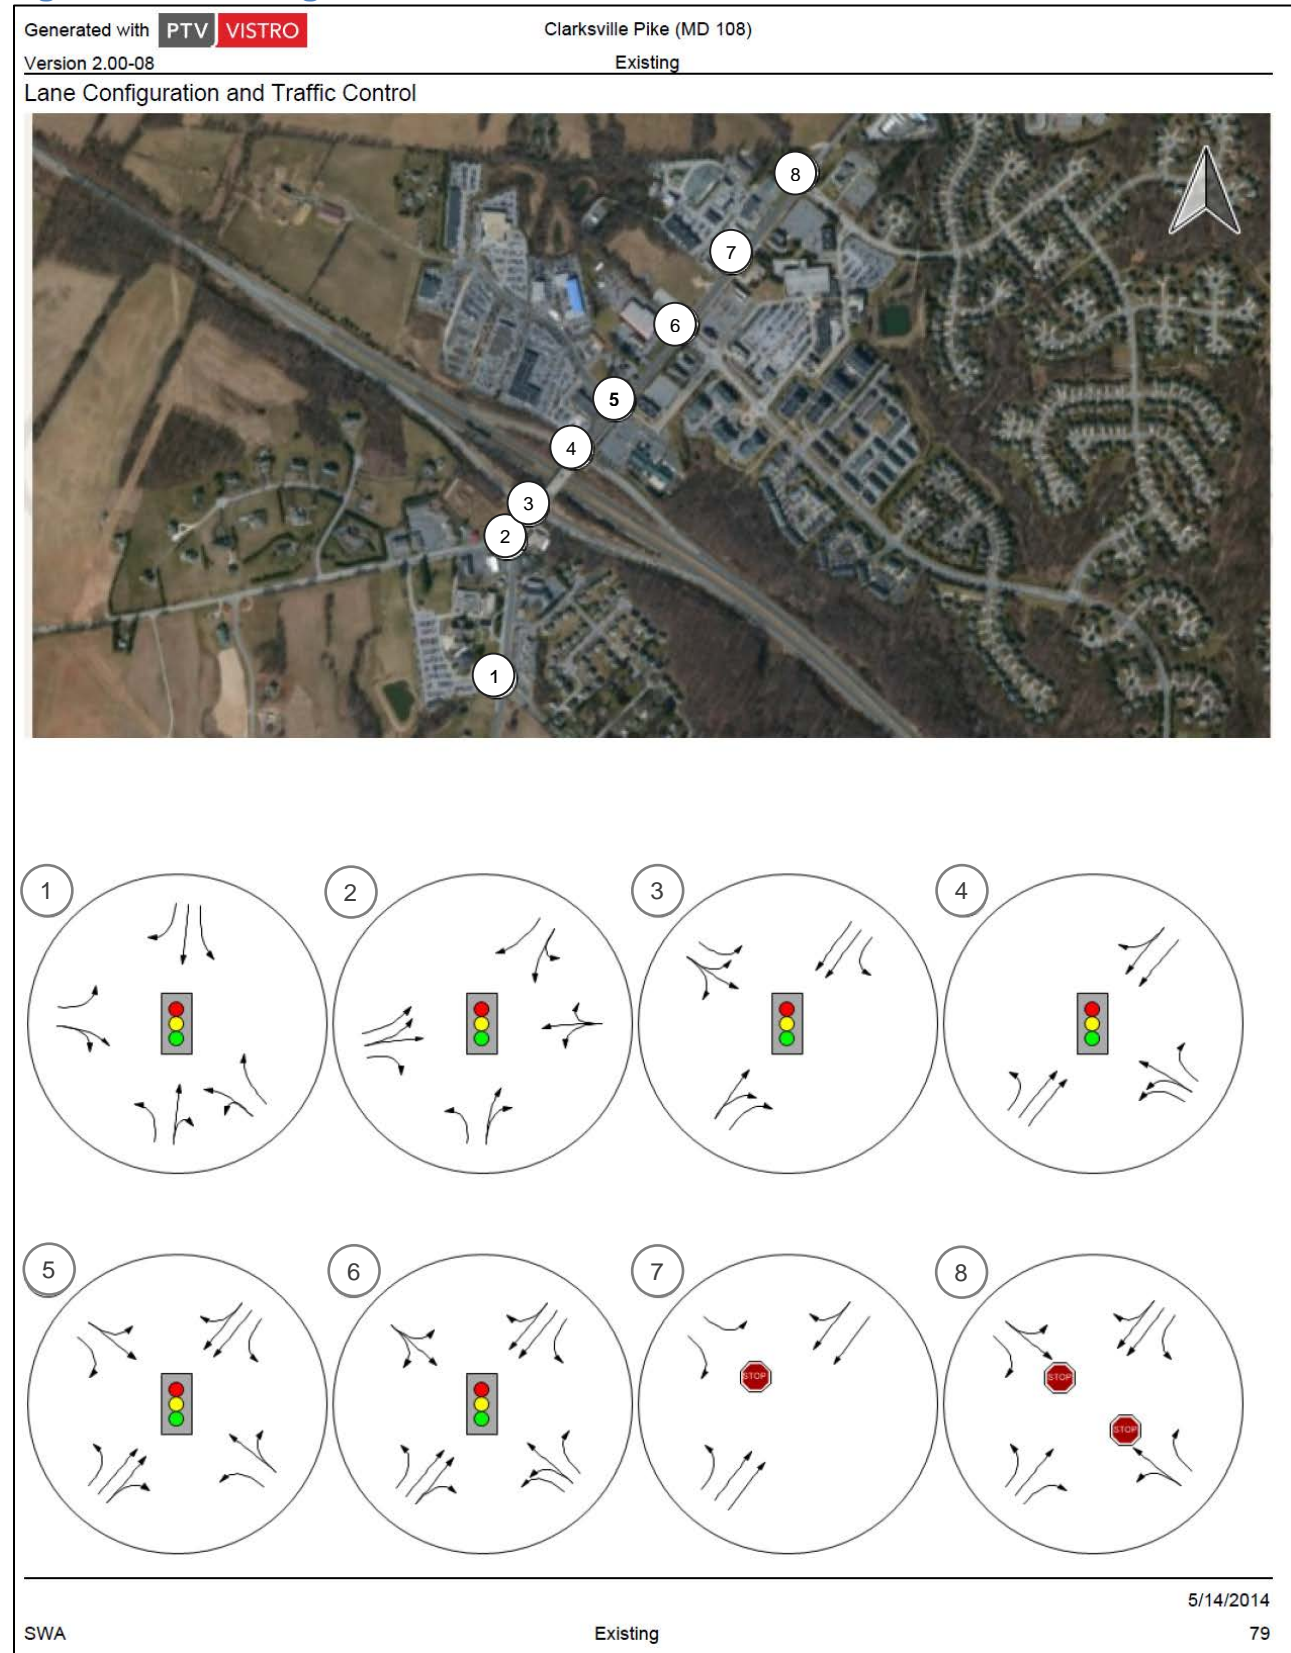 Generated with PTV VISTRO
Clarksville Pike (MD 108)
Version 2.00-08
Existing
Lane Configuration and Traffic Control
8
7
6
5
4
3
2
1
1
2
3
4
5
6
7
8
STOP
STOP
STOP
5/14/2014
SWA
Existing
79